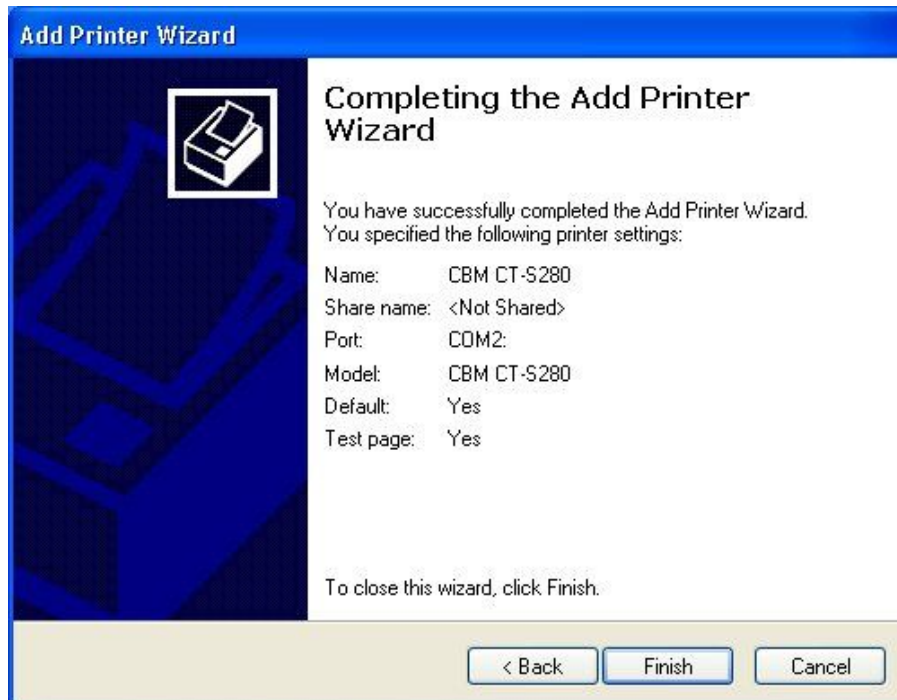 Add Printer Wizard
Completing the Add Printer
Wizard
You have successfully completed the Add Printer Wizard.
You specified the following printer settings:
Name: CBM CT-S280
Share name: <Not Shared>
Port: COM2:
Model: CBM CT-S280
Default: Yes
Test page: Yes
To close this wizard, click Finish.
< Back Finish Cancel